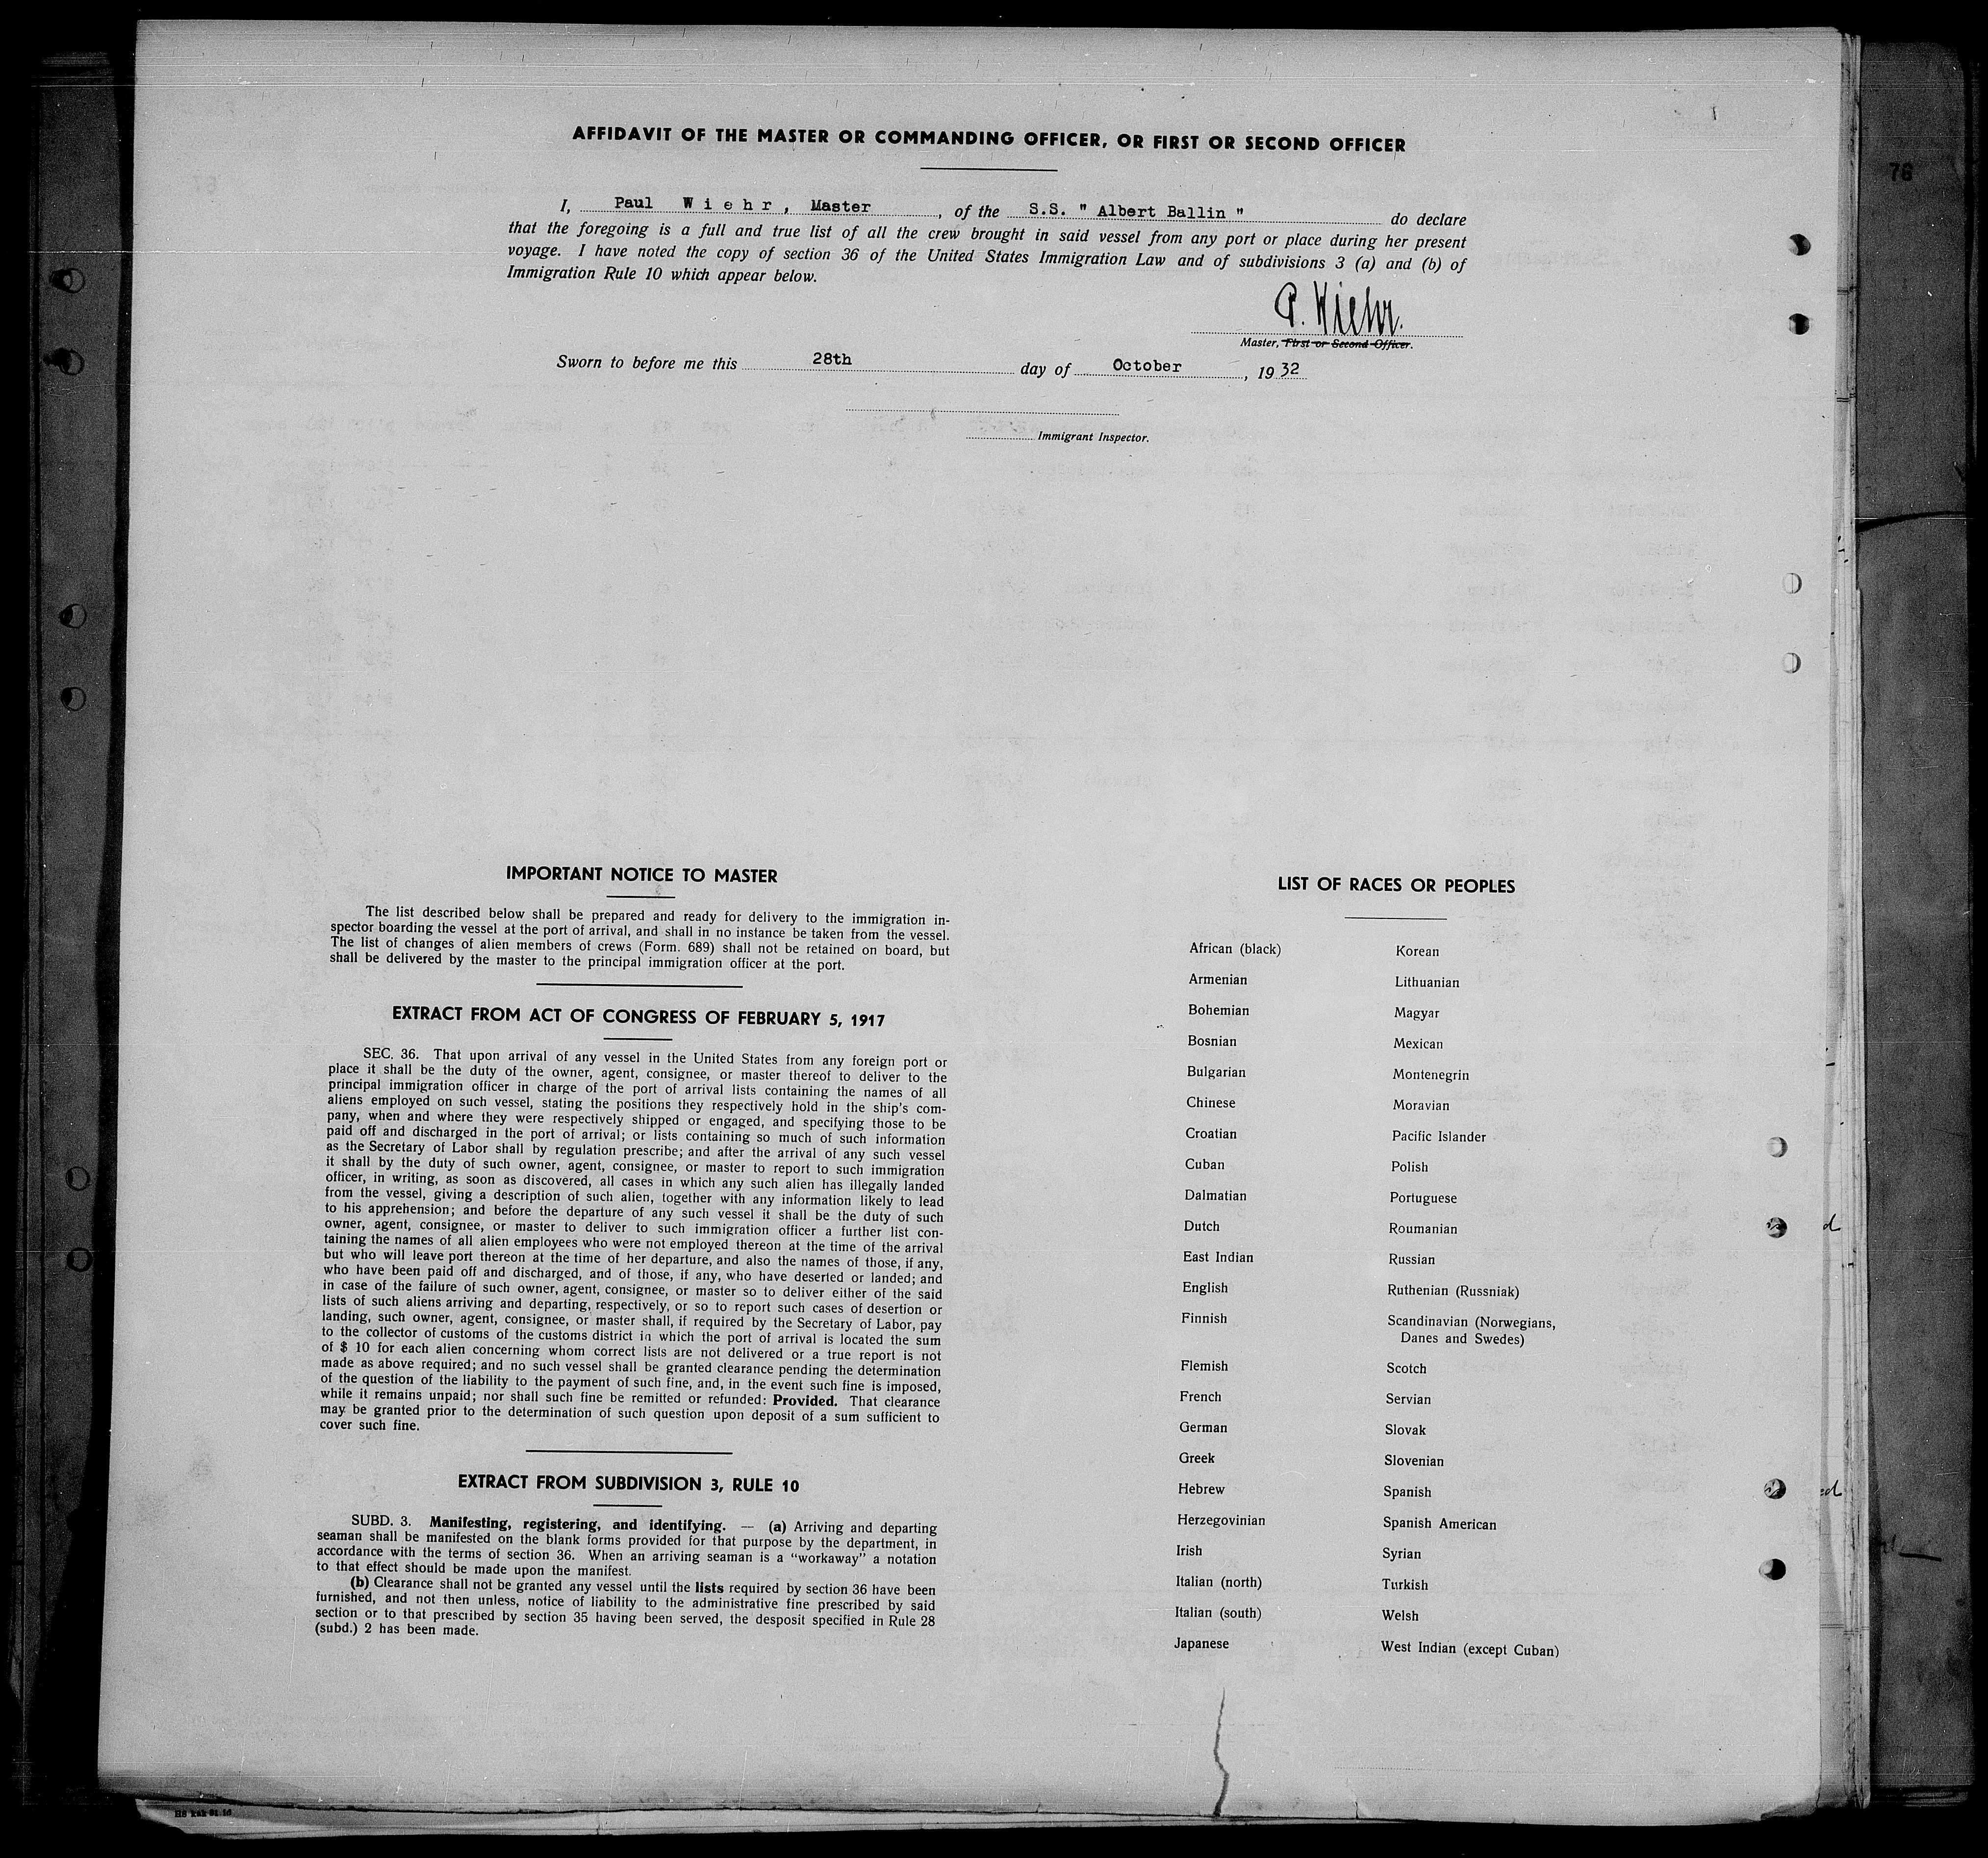 AFFIDAVIT OF THE MASTER OR COMMANDING OFFICER, OR FIRST OR SECOND OFFICER
76
I, Paul Wiehr, Master, of the S.S. " Albert Ballin " do declare
that the foregoing is a full and true list of all the crew brought in said vessel from any port or place during her present
voyage. I have noted the copy of section 36 of the United States Immigration Law and of subdivisions 3 (a) and (b) of
Immigration Rule 10 which appear below.
P. Wiehr.
Master, First or Second Officer.
Sworn to before me this 28th day of October, 1932
Immigrant Inspector.
IMPORTANT NOTICE TO MASTER
The list described below shall be prepared and ready for delivery to the immigration in-
spector boarding the vessel at the port of arrival, and shall in no instance be taken from the vessel.
The list of changes of alien members of crews (Form. 689) shall not be retained on board, but
shall be delivered by the master to the principal immigration officer at the port.
EXTRACT FROM ACT OF CONGRESS OF FEBRUARY 5, 1917
SEC. 36. That upon arrival of any vessel in the United States from any foreign port or
place it shall be the duty of the owner, agent, consignee, or master thereof to deliver to the
principal immigration officer in charge of the port of arrival lists containing the names of all
aliens employed on such vessel, stating the positions they respectively hold in the ship's com-
pany, when and where they were respectively shipped or engaged, and specifying those to be
paid off and discharged in the port of arrival; or lists containing so much of such information
as the Secretary of Labor shall by regulation prescribe; and after the arrival of any such vessel
it shall by the duty of such owner, agent, consignee, or master to report to such immigration
officer, in writing, as soon as discovered, all cases in which any such alien has illegally landed
from the vessel, giving a description of such alien, together with any information likely to lead
to his apprehension; and before the departure of any such vessel it shall be the duty of such
owner, agent, consignee, or master to deliver to such immigration officer a further list con-
taining the names of all alien employees who were not employed thereon at the time of the arrival
but who will leave port thereon at the time of her departure, and also the names of those, if any,
who have been paid off and discharged, and of those, if any, who have deserted or landed; and
in case of the failure of such owner, agent, consignee, or master so to deliver either of the said
lists of such aliens arriving and departing, respectively, or so to report such cases of desertion or
landing, such owner, agent, consignee, or master shall, if required by the Secretary of Labor, pay
to the collector of customs of the customs district in which the port of arrival is located the sum
of $ 10 for each alien concerning whom correct lists are not delivered or a true report is not
made as above required; and no such vessel shall be granted clearance pending the determination
of the question of the liability to the payment of such fine, and, in the event such fine is imposed,
while it remains unpaid; nor shall such fine be remitted or refunded: Provided. That clearance
may be granted prior to the determination of such question upon deposit of a sum sufficient to
cover such fine.
EXTRACT FROM SUBDIVISION 3, RULE 10
SUBD. 3. Manifesting, registering, and identifying. — (a) Arriving and departing
seaman shall be manifested on the blank forms provided for that purpose by the department, in
accordance with the terms of section 36. When an arriving seaman is a "workaway" a notation
to that effect should be made upon the manifest.
(b) Clearance shall not be granted any vessel until the lists required by section 36 have been
furnished, and not then unless, notice of liability to the administrative fine prescribed by said
section or to that prescribed by section 35 having been served, the desposit specified in Rule 28
(subd.) 2 has been made.
LIST OF RACES OR PEOPLES
African (black)
Armenian
Bohemian
Bosnian
Bulgarian
Chinese
Croatian
Cuban
Dalmatian
Dutch
East Indian
English
Finnish
Flemish
French
German
Greek
Hebrew
Herzegovinian
Irish
Italian (north)
Italian (south)
Japanese
Korean
Lithuanian
Magyar
Mexican
Montenegrin
Moravian
Pacific Islander
Polish
Portuguese
Roumanian
Russian
Ruthenian (Russniak)
Scandinavian (Norwegians,
Danes and Swedes)
Scotch
Servian
Slovak
Slovenian
Spanish
Spanish American
Syrian
Turkish
Welsh
West Indian (except Cuban)